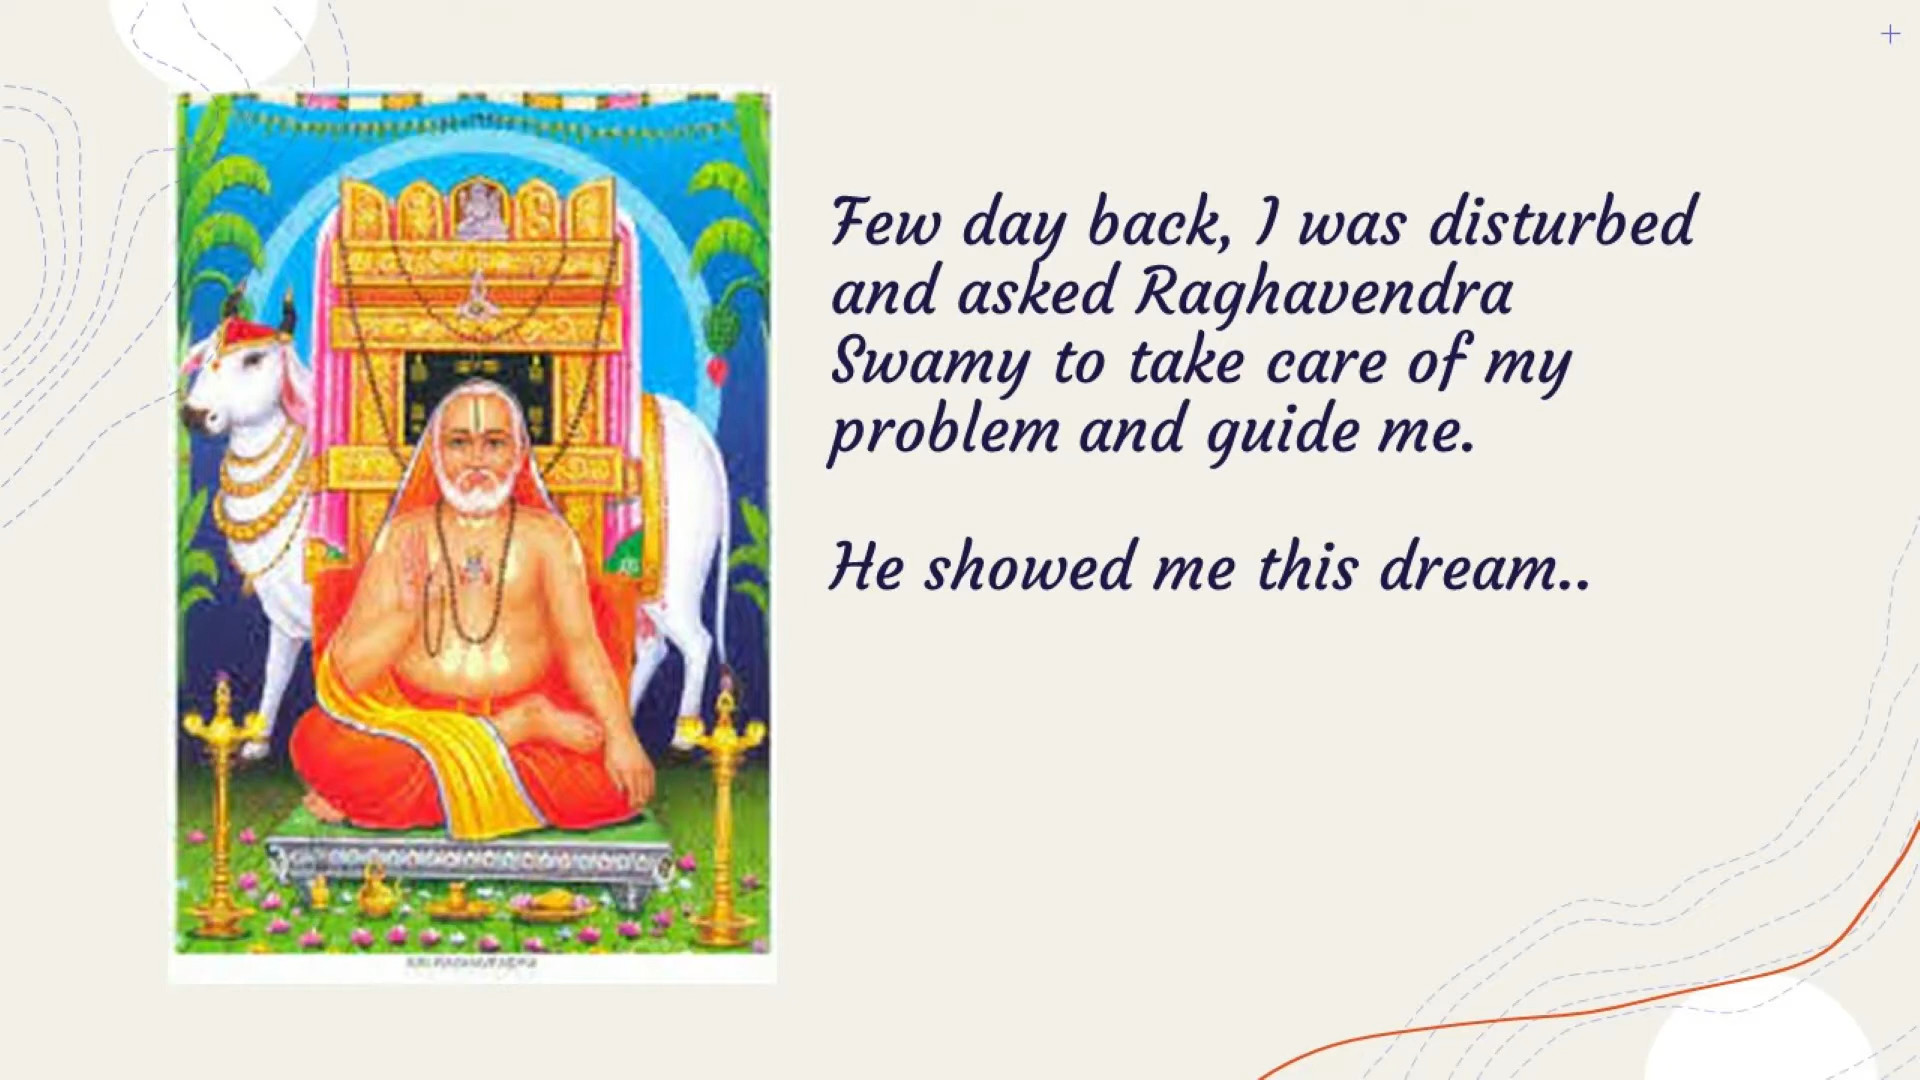 Few day back, I was disturbed
and asked Raghavendra
Swamy to take care of my
problem and guide me.
He showed me this dream..